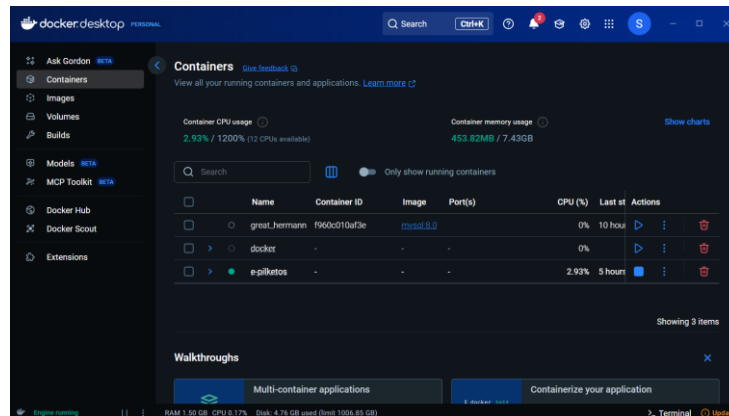 docker.desktop PERSONAL
Search Ctrl+K
2
S
Ask Gordon BETA
Containers
Images
Volumes
Builds
Models BETA
MCP Toolkit BETA
Docker Hub
Docker Scout
Extensions
Containers Give feedback
View all your running containers and applications. Learn more
Container CPU usage
2.93% / 1200% (12 CPUs available)
Container memory usage
453.82MB / 7.43GB
Show charts
Search
Only show running containers
Name Container ID Image Port(s) CPU (%) Last st Actions
great_hermann f960c010af3e mysql:8.0 0% 10 hour
docker - - - 0%
e-pilketos - - - 2.93% 5 hours
Showing 3 items
Walkthroughs
Multi-container applications
Containerize your application
$ docker init
Engine running RAM 1.50 GB CPU 0.17% Disk: 4.76 GB used (limit 1006.85 GB) Terminal Upda